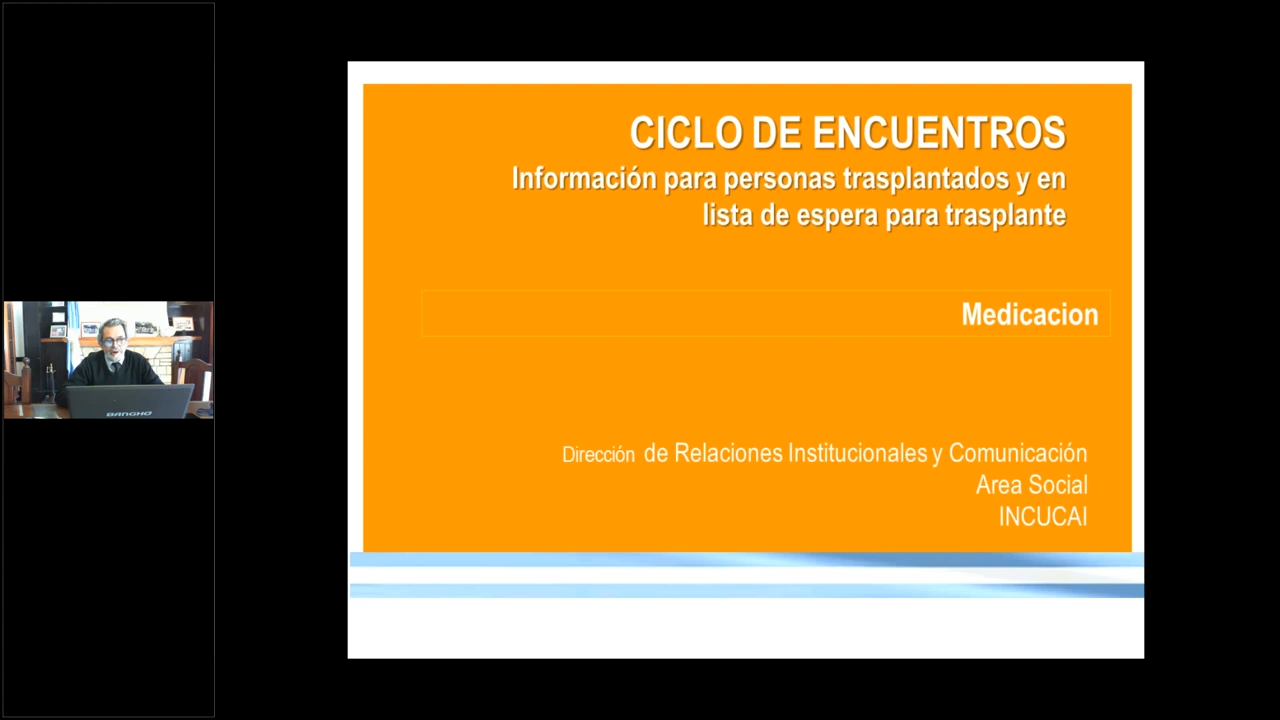 CICLO DE ENCUENTROS
Información para personas trasplantados y en
lista de espera para trasplante
Medicacion
Dirección de Relaciones Institucionales y Comunicación
Area Social
INCUCAI
BANGHO